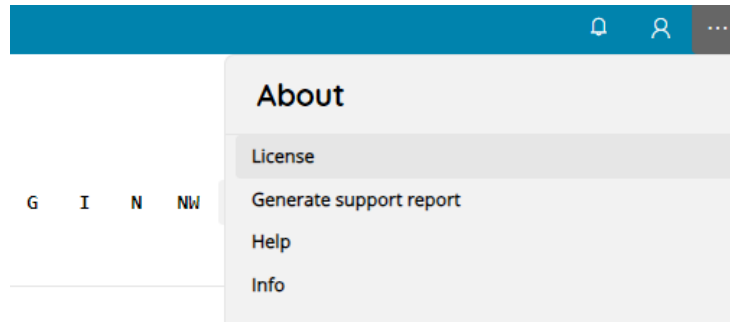 About
License
G I N NW
Generate support report
Help
Info